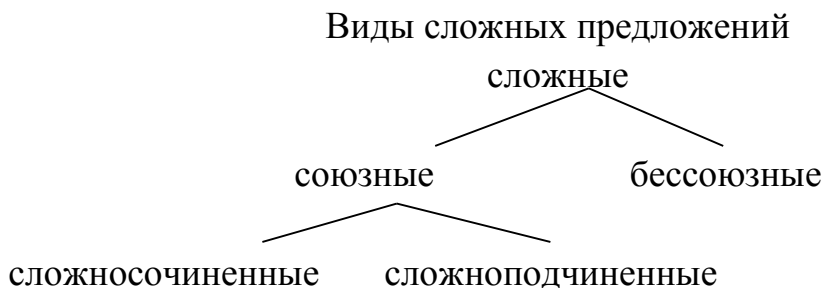 Виды сложных предложений
сложные
союзные бессоюзные
сложносочиненные сложноподчиненные